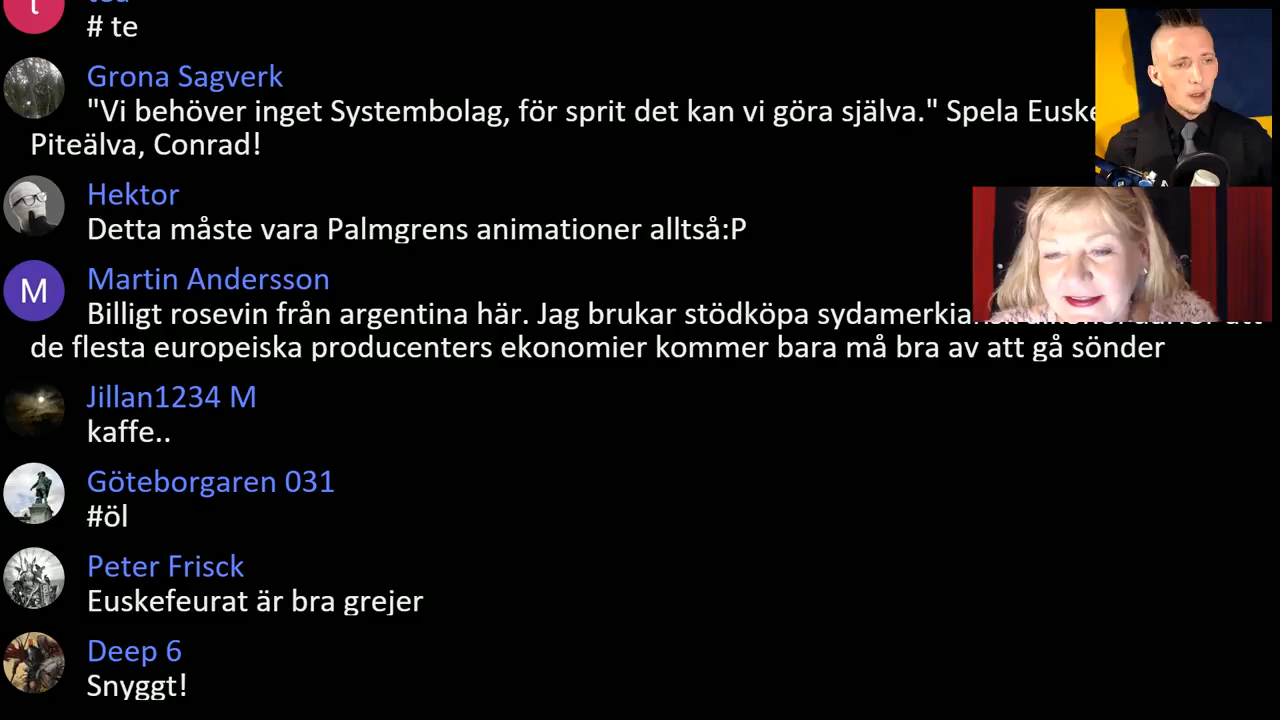 # te
Grona Sagverk
"Vi behöver inget Systembolag, för sprit det kan vi göra själva." Spela
Piteälva, Conrad!
Hektor
Detta måste vara Palmgrens animationer alltså:P
M
Martin Andersson
Billigt rosevin från argentina här. Jag brukar stödköpa
de flesta europeiska producenters ekonomier kommer bara må bra av att gå sönder
Jillan1234 M
kaffe..
Göteborgaren 031
#öl
Peter Frisck
Euskefeurat är bra grejer
Deep 6
Snyggt!